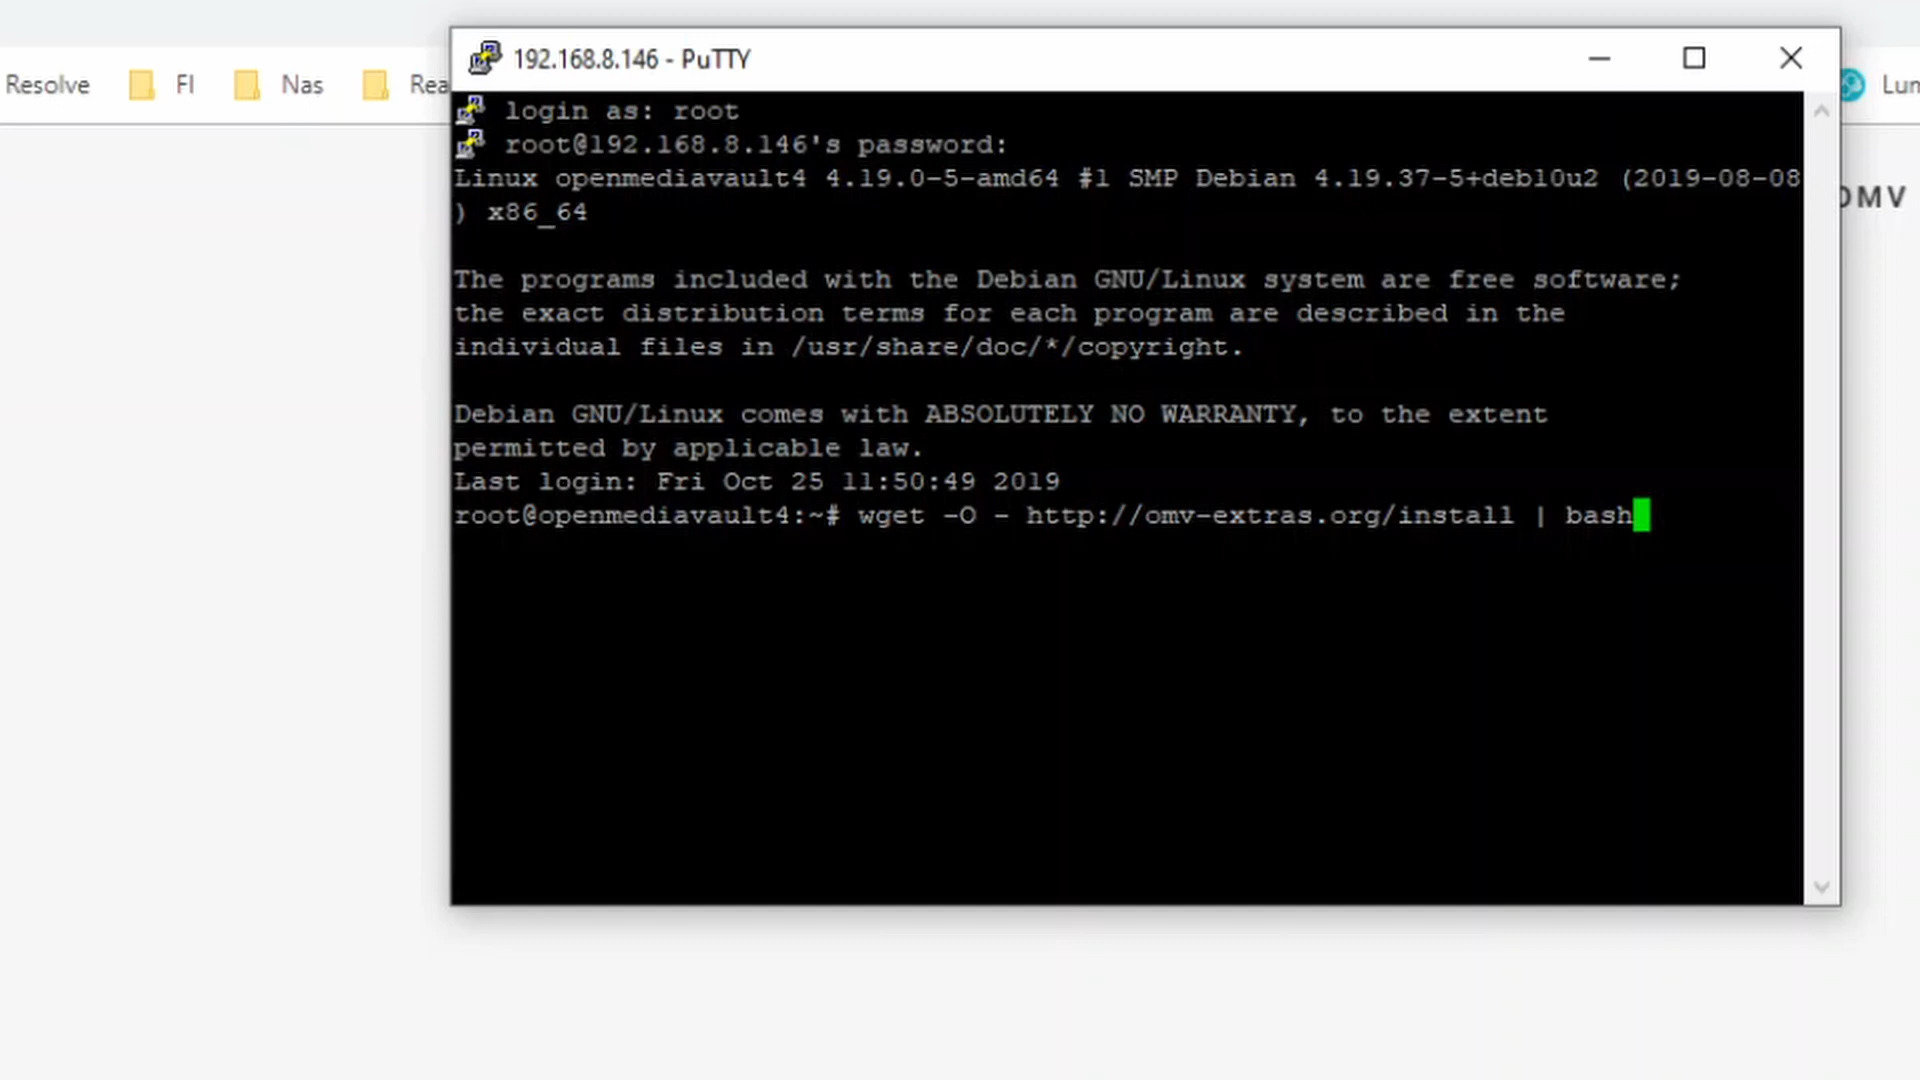 192.168.8.146 - PuTTY
Resolve FI Nas Rea
Lum
OMV
login as: root
root@192.168.8.146's password:
Linux openmediavault4 4.19.0-5-amd64 #1 SMP Debian 4.19.37-5+deb10u2 (2019-08-08
) x86_64
The programs included with the Debian GNU/Linux system are free software;
the exact distribution terms for each program are described in the
individual files in /usr/share/doc/*/copyright.
Debian GNU/Linux comes with ABSOLUTELY NO WARRANTY, to the extent
permitted by applicable law.
Last login: Fri Oct 25 11:50:49 2019
root@openmediavault4:~# wget -O - http://omv-extras.org/install | bash